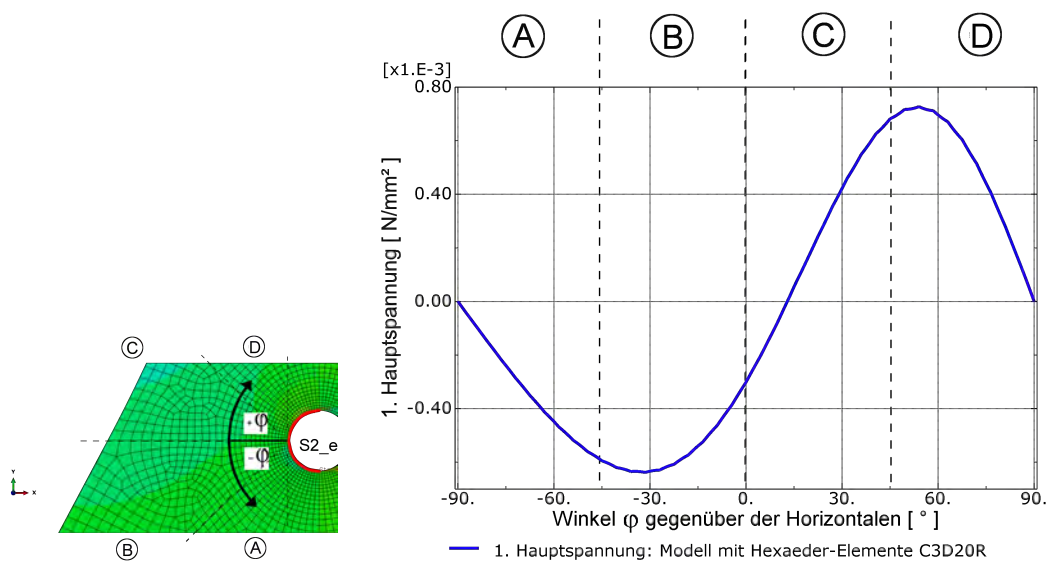 A B C D
[x1.E-3]
0.80
0.40
0.00
-0.40
1. Hauptspannung [ N/mm² ]
-90. -60. -30. 0. 30. 60. 90.
Winkel φ gegenüber der Horizontalen [ ° ]
1. Hauptspannung: Modell mit Hexaeder-Elemente C3D20R
C D
+φ
S2_e
-φ
Y
X
B A